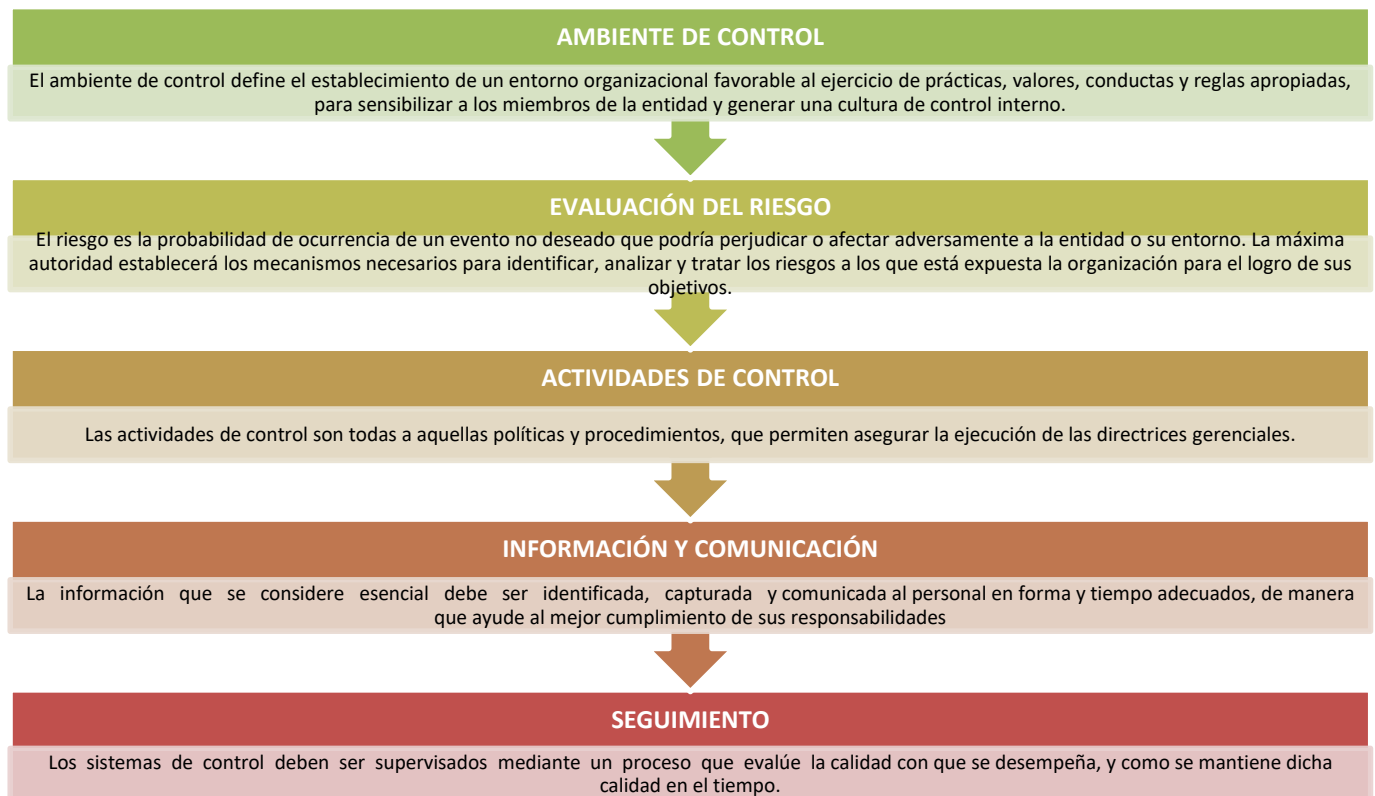 AMBIENTE DE CONTROL
El ambiente de control define el establecimiento de un entorno organizacional favorable al ejercicio de prácticas, valores, conductas y reglas apropiadas,
para sensibilizar a los miembros de la entidad y generar una cultura de control interno.
EVALUACIÓN DEL RIESGO
El riesgo es la probabilidad de ocurrencia de un evento no deseado que podría perjudicar o afectar adversamente a la entidad o su entorno. La máxima
autoridad establecerá los mecanismos necesarios para identificar, analizar y tratar los riesgos a los que está expuesta la organización para el logro de sus
objetivos.
ACTIVIDADES DE CONTROL
Las actividades de control son todas a aquellas políticas y procedimientos, que permiten asegurar la ejecución de las directrices gerenciales.
INFORMACIÓN Y COMUNICACIÓN
La información que se considere esencial debe ser identificada, capturada y comunicada al personal en forma y tiempo adecuados, de manera
que ayude al mejor cumplimiento de sus responsabilidades
SEGUIMIENTO
Los sistemas de control deben ser supervisados mediante un proceso que evalúe la calidad con que se desempeña, y como se mantiene dicha
calidad en el tiempo.